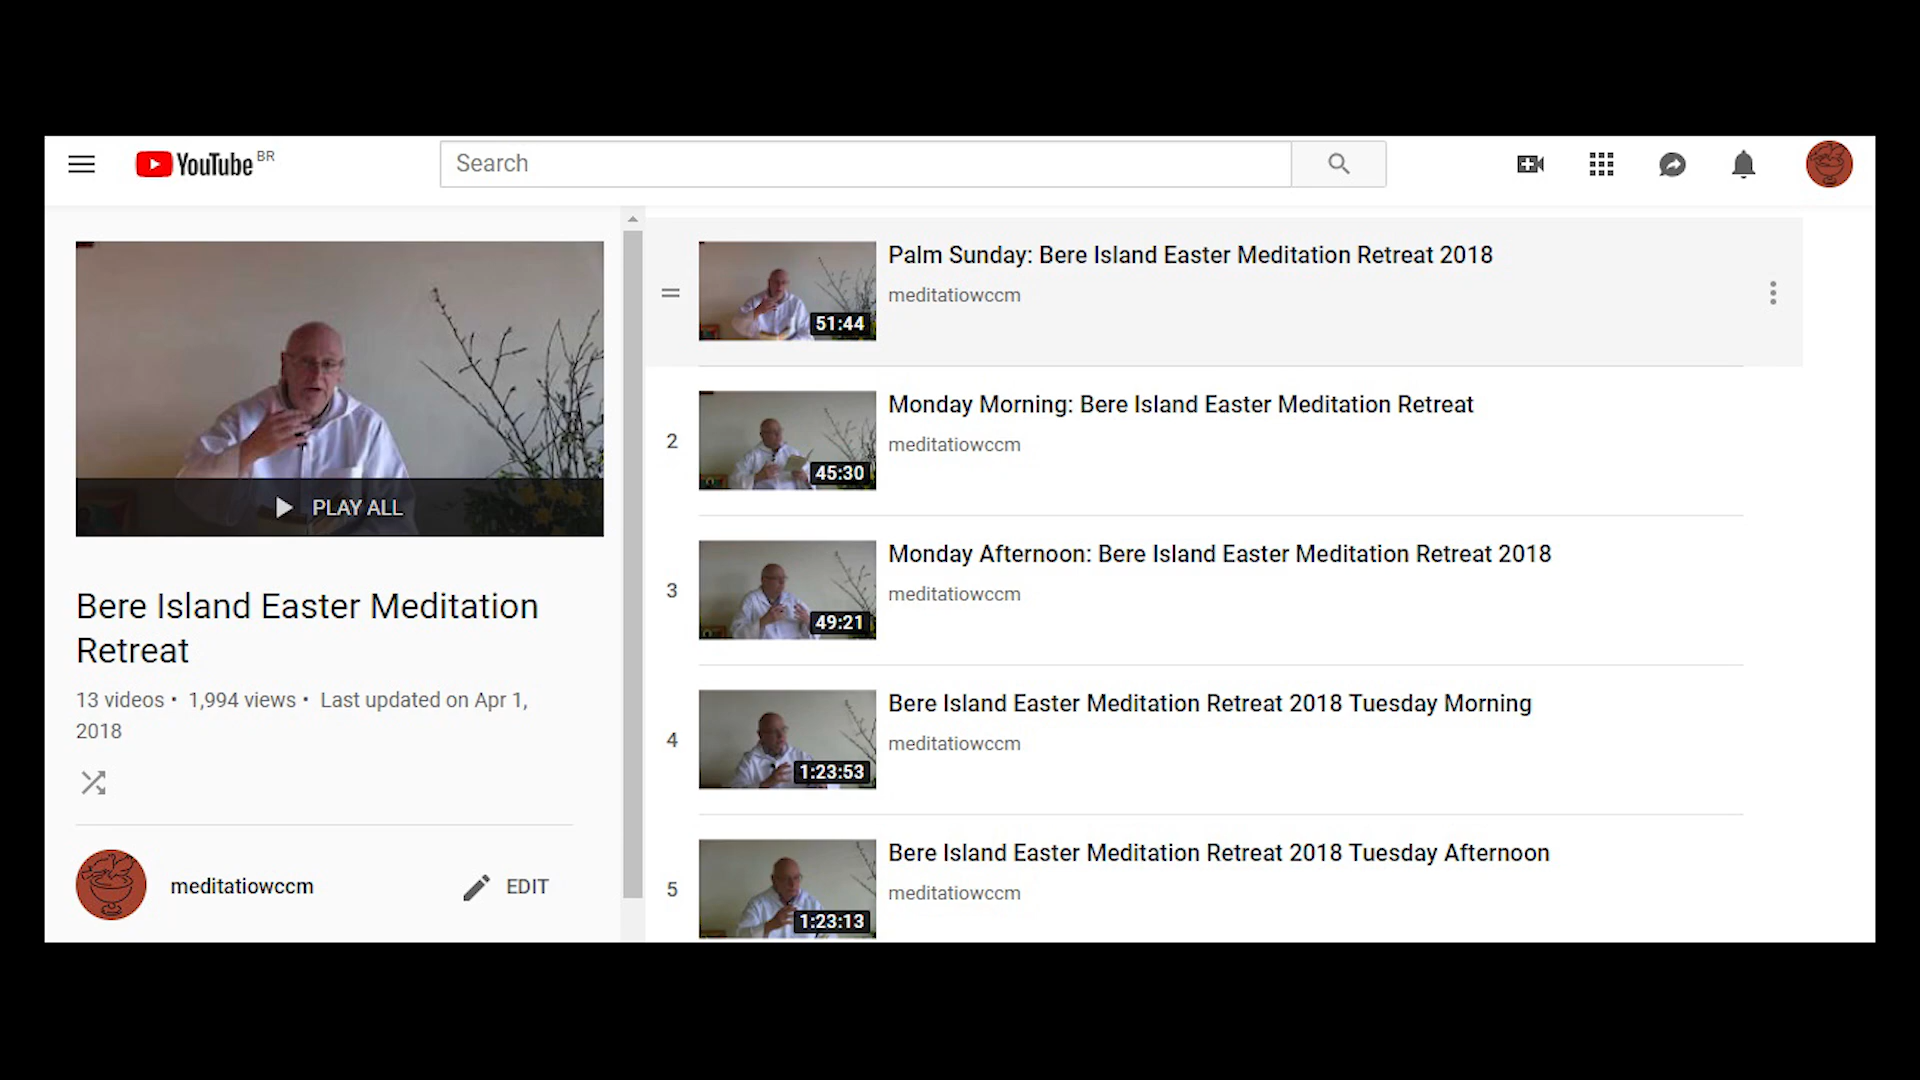 YouTube BR
Search
PLAY ALL
Bere Island Easter Meditation
Retreat
13 videos • 1,994 views • Last updated on Apr 1,
2018
meditatiowccm
EDIT
Palm Sunday: Bere Island Easter Meditation Retreat 2018
meditatiowccm
51:44
2
Monday Morning: Bere Island Easter Meditation Retreat
meditatiowccm
45:30
3
Monday Afternoon: Bere Island Easter Meditation Retreat 2018
meditatiowccm
49:21
4
Bere Island Easter Meditation Retreat 2018 Tuesday Morning
meditatiowccm
1:23:53
5
Bere Island Easter Meditation Retreat 2018 Tuesday Afternoon
meditatiowccm
1:23:13